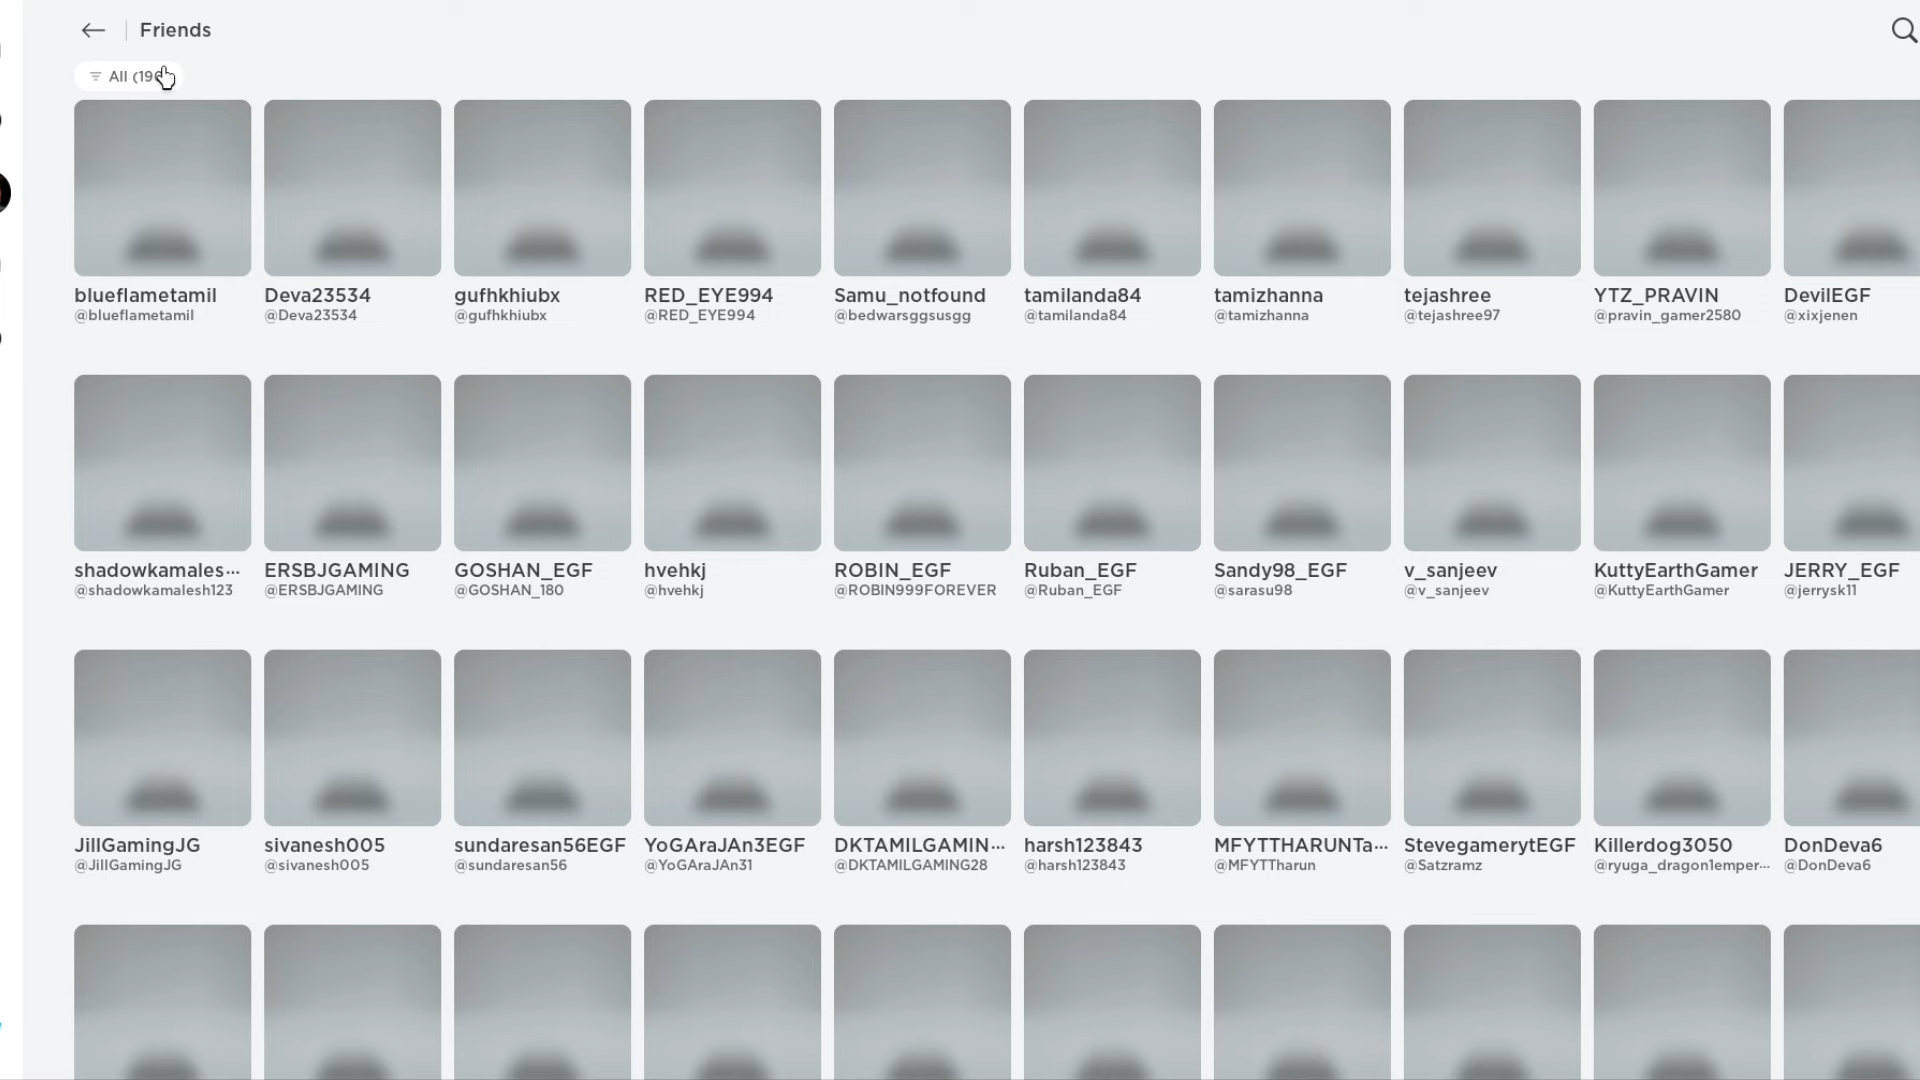 Friends
All (19
blueflametamil Deva23534 gufhkhiubx RED_EYE994 Samu_notfound tamilanda84 tamizhanna tejashree YTZ_PRAVIN DevilEGF
@blueflametamil @Deva23534 @gufhkhiubx @RED_EYE994 @bedwarsggsusgg @tamilanda84 @tamizhanna @tejashree97 @pravin_gamer2580 @xixjenen
shadowkamales... ERSBJGAMING GOSHAN_EGF hvehkj ROBIN_EGF Ruban_EGF Sandy98_EGF v_sanjeev KuttyEarthGamer JERRY_EGF
@shadowkamalesh123 @ERSBJGAMING @GOSHAN_180 @hvehkj @ROBIN999FOREVER @Ruban_EGF @sarasu98 @v_sanjeev @KuttyEarthGamer @jerrysk11
JillGamingJG sivanesh005 sundaresan56EGF YoGAraJAn3EGF DKTAMILGAMIN... harsh123843 MFYTTHARUNTa... StevegamerytEGF Killerdog3050 DonDeva6
@JillGamingJG @sivanesh005 @sundaresan56 @YoGAraJAn31 @DKTAMILGAMING28 @harsh123843 @MFYTTharun @Satzramz @ryuga_dragon1emper... @DonDeva6